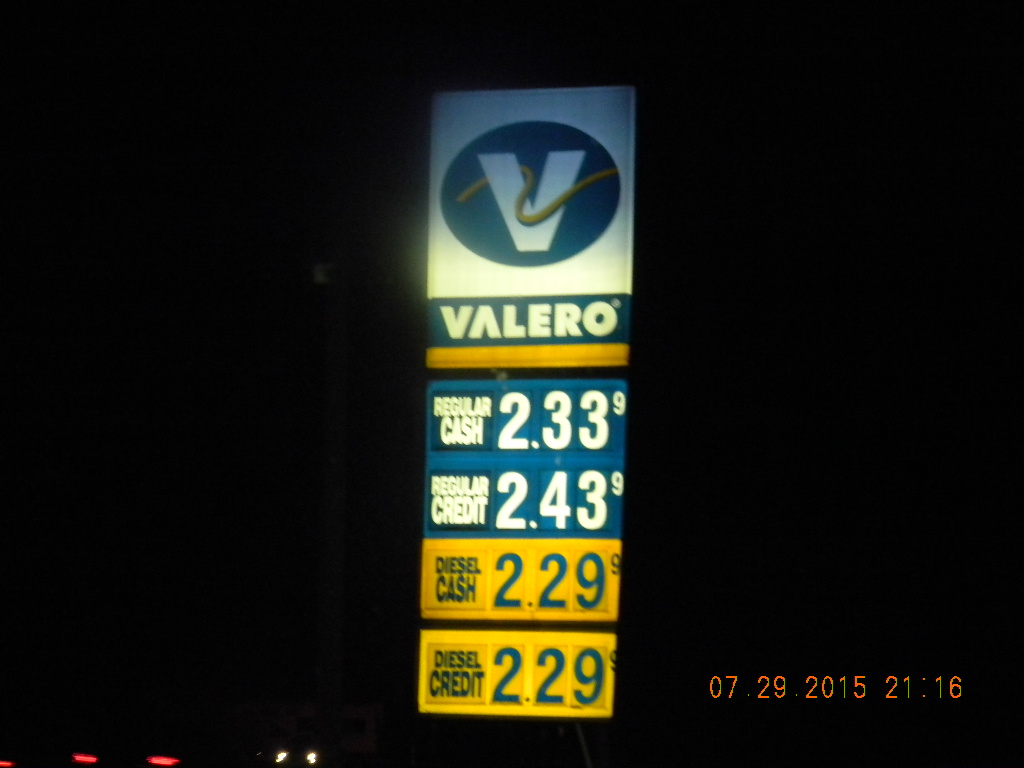 V
VALERO®
REGULAR CASH 2.33 9
REGULAR CREDIT 2.43 9
DIESEL CASH 2.29 9
DIESEL CREDIT 2.29 9
07.29.2015 21:16